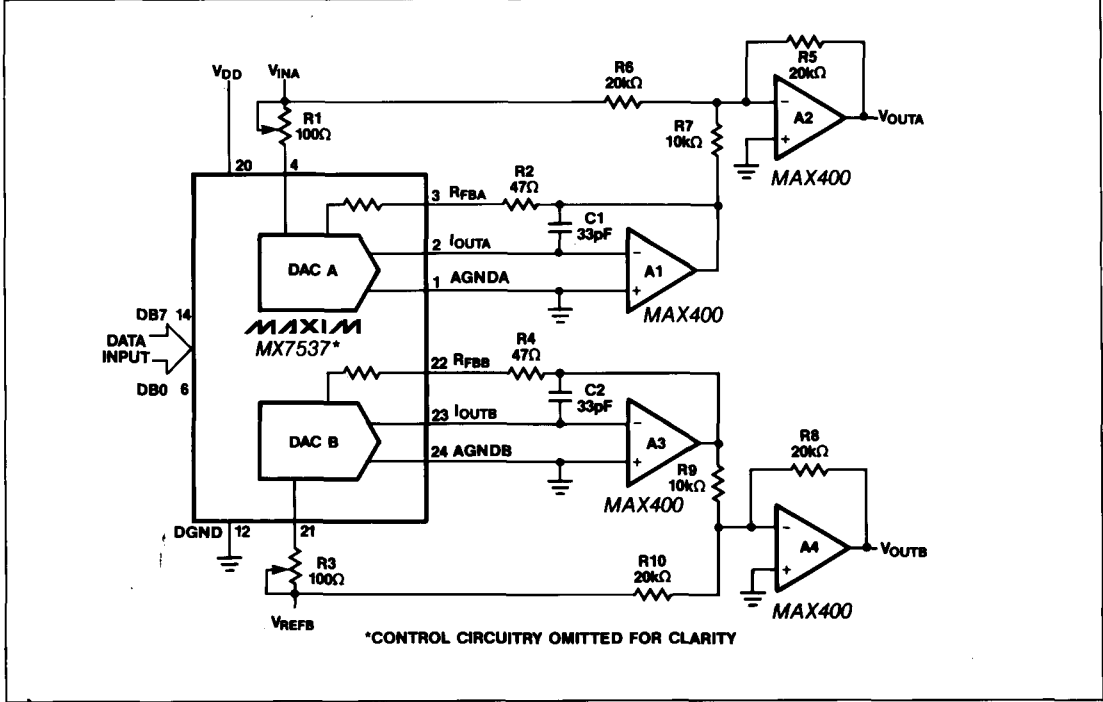 VDD
VINA
R1
100Ω
R6
20kΩ
R5
20kΩ
R7
10kΩ
A2
VOUTA
MAX400
20
4
3 RFBA
R2
47Ω
C1
33pF
2 IOUTA
1 AGNDA
A1
MAX400
DAC A
MAXIM
MX7537*
DB7 14
DATA
INPUT
DB0 6
22 RFBB
R4
47Ω
C2
33pF
23 IOUTB
24 AGNDB
DAC B
A3
MAX400
R9
10kΩ
R8
20kΩ
A4
VOUTB
MAX400
DGND 12
21
R3
100Ω
R10
20kΩ
VREFB
*CONTROL CIRCUITRY OMITTED FOR CLARITY